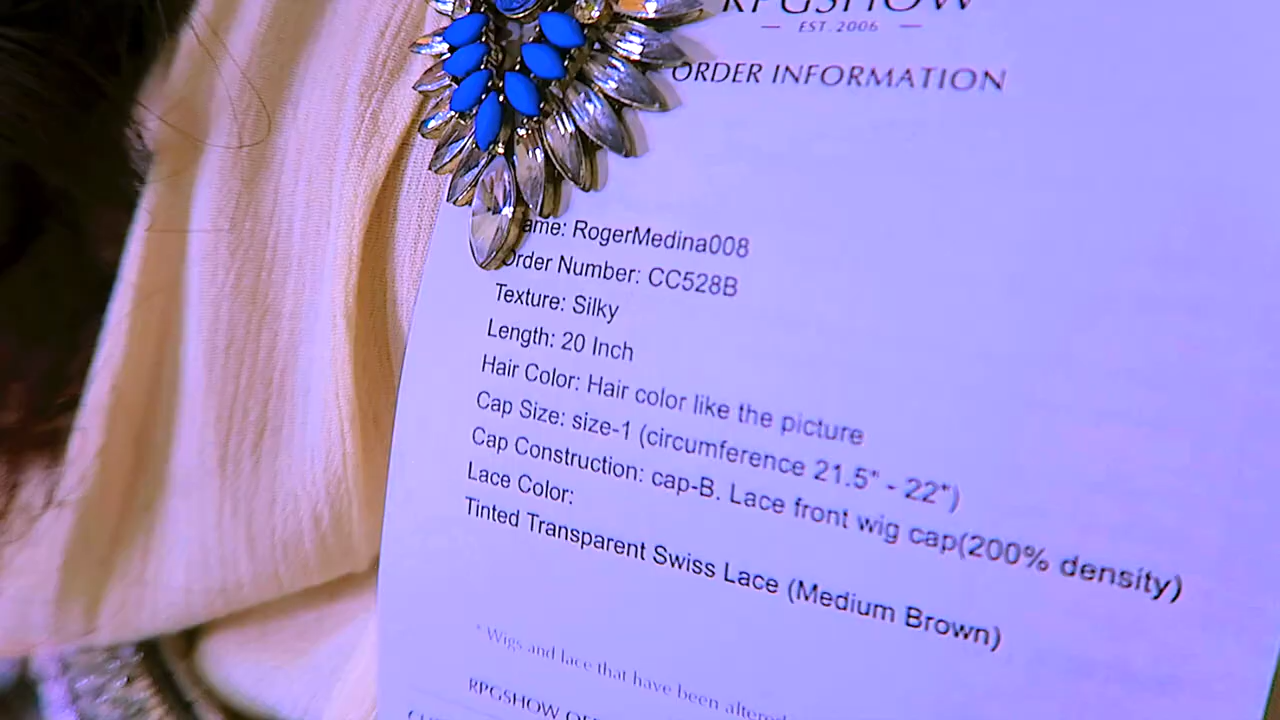 RPGSHOW
EST. 2006
ORDER INFORMATION
ame: RogerMedina008
Order Number: CC528B
Texture: Silky
Length: 20 Inch
Hair Color: Hair color like the picture
Cap Size: size-1 (circumference 21.5" - 22")
Cap Construction: cap-B. Lace front wig cap(200% density)
Lace Color:
Tinted Transparent Swiss Lace (Medium Brown)
* Wigs and lace that have been altered
RPGSHOW